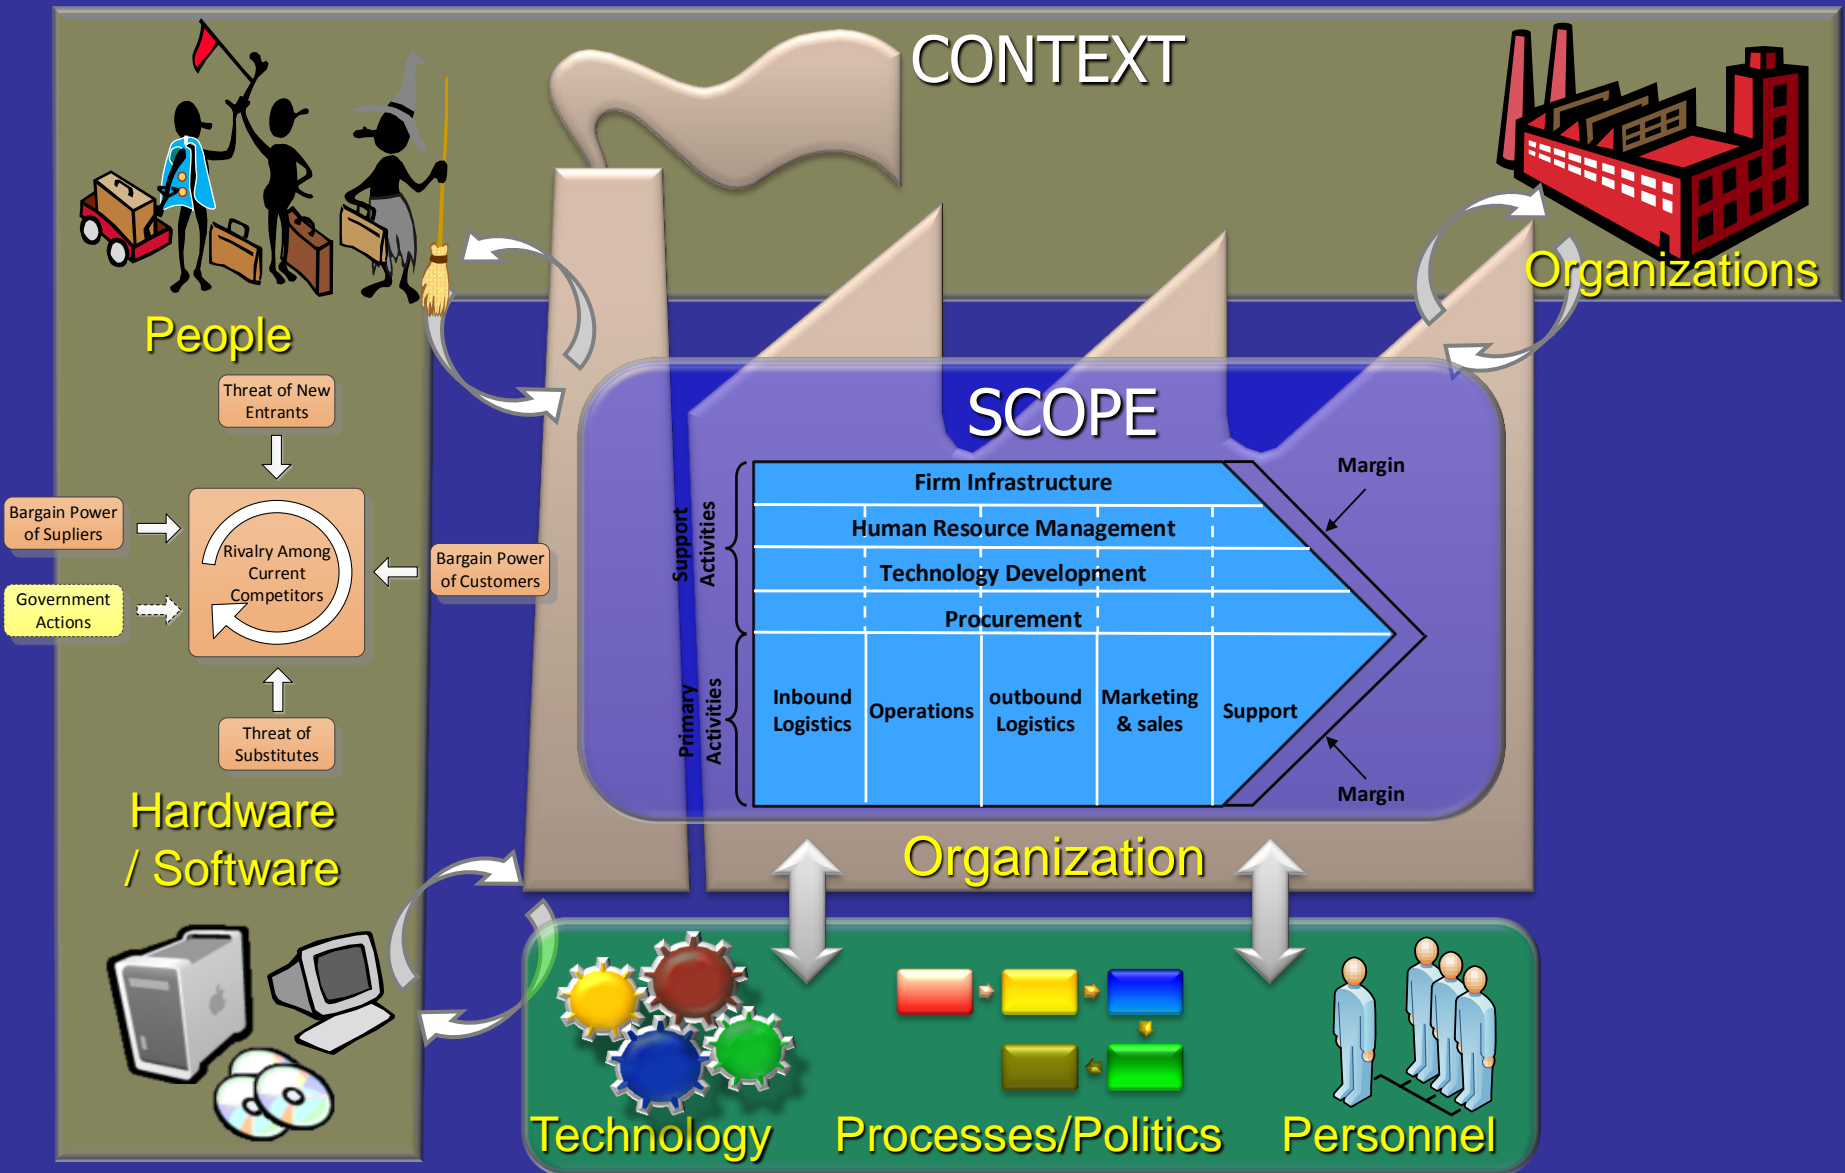 CONTEXT
Organizations
People
Threat of New
Entrants
Bargain Power
of Supliers
Government
Actions
Rivalry Among
Current
Competitors
Bargain Power
of Customers
Threat of
Substitutes
Hardware
/ Software
SCOPE
Margin
Support
Activities
Firm Infrastructure
Human Resource Management
Technology Development
Procurement
Primary
Activities
Inbound
Logistics
Operations
outbound
Logistics
Marketing
& sales
Support
Margin
Organization
Technology
Processes/Politics
Personnel